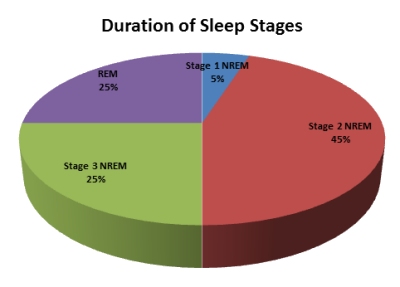 Duration of Sleep Stages
Stage 1 NREM
5%
REM
25%
Stage 2 NREM
45%
Stage 3 NREM
25%